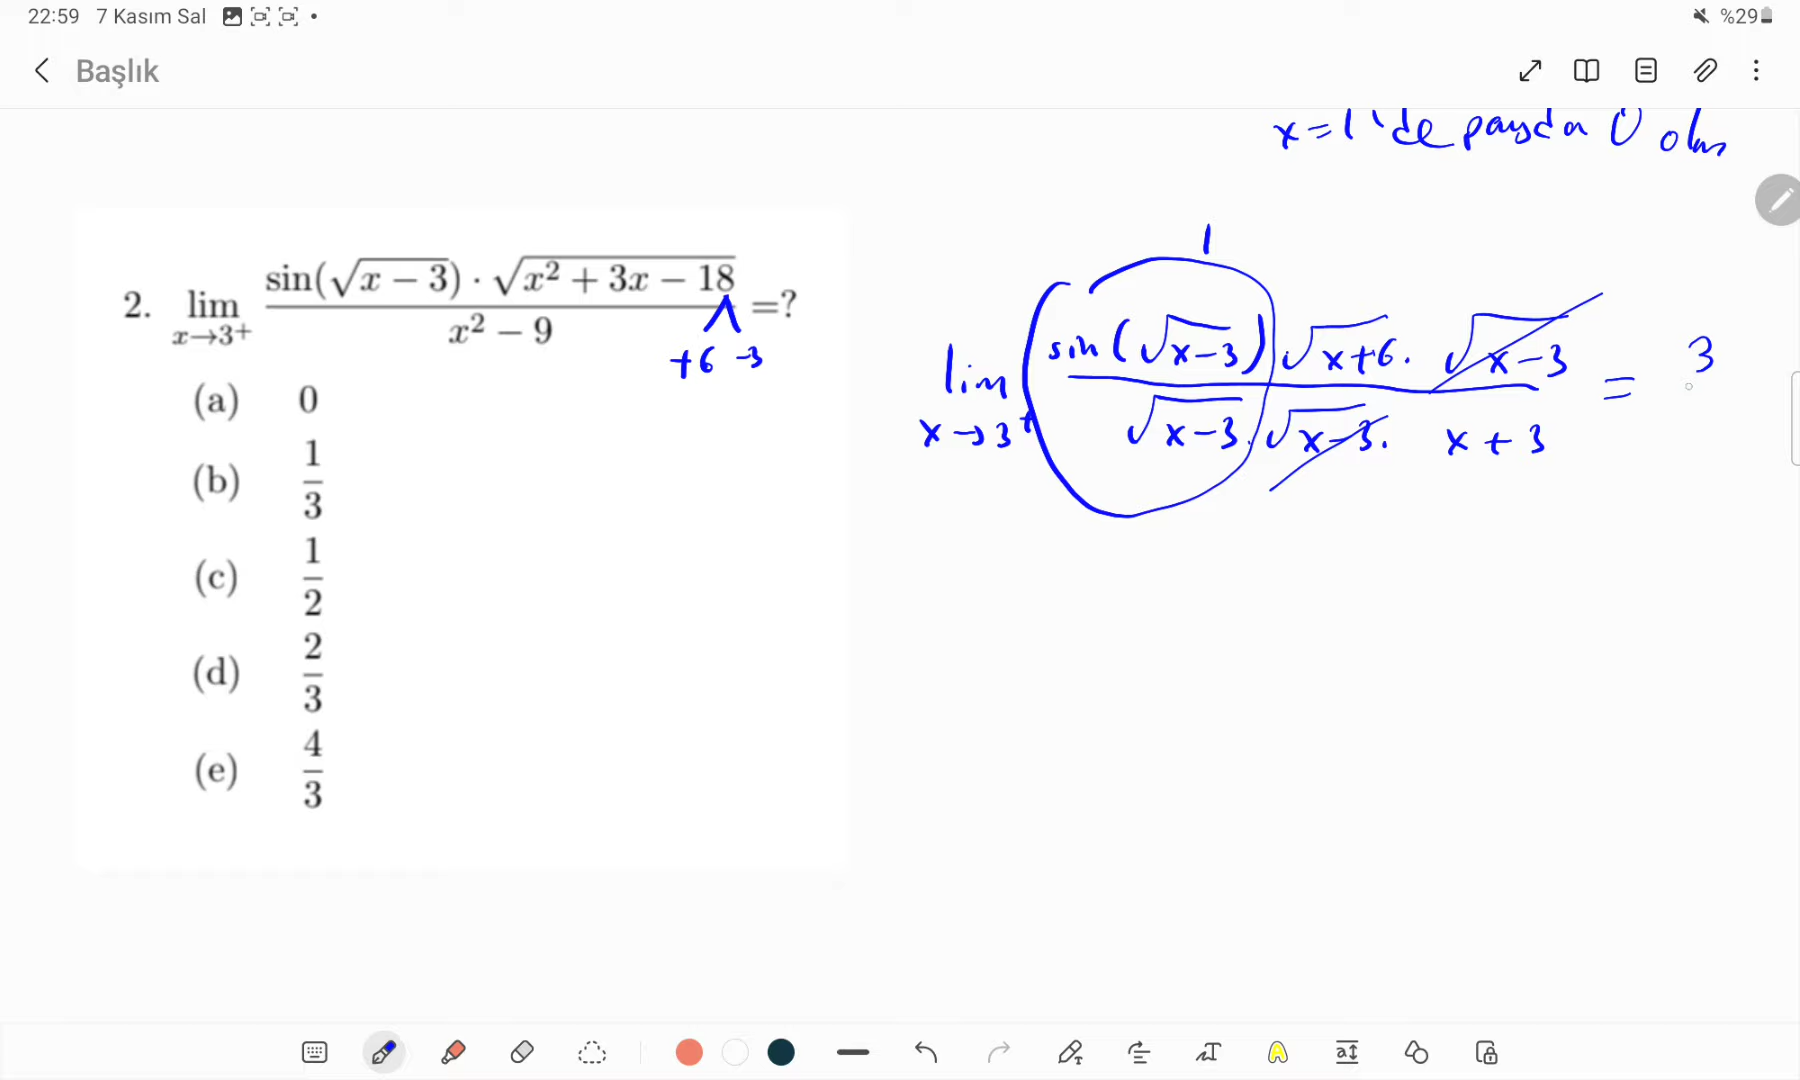 22:59 7 Kasım Sal
%29
Başlık
x=1'de payda 0 olm
2. lim x→3⁺ sin(√(x − 3)) · √(x² + 3x − 18) / (x² − 9) =?
+6 -3
(a) 0
(b) 1/3
(c) 1/2
(d) 2/3
(e) 4/3
1
lim x→3⁺ sin(√(x-3)) √(x+6) . √(x-3) / √(x-3) . √(x-3) . x+3 = 3